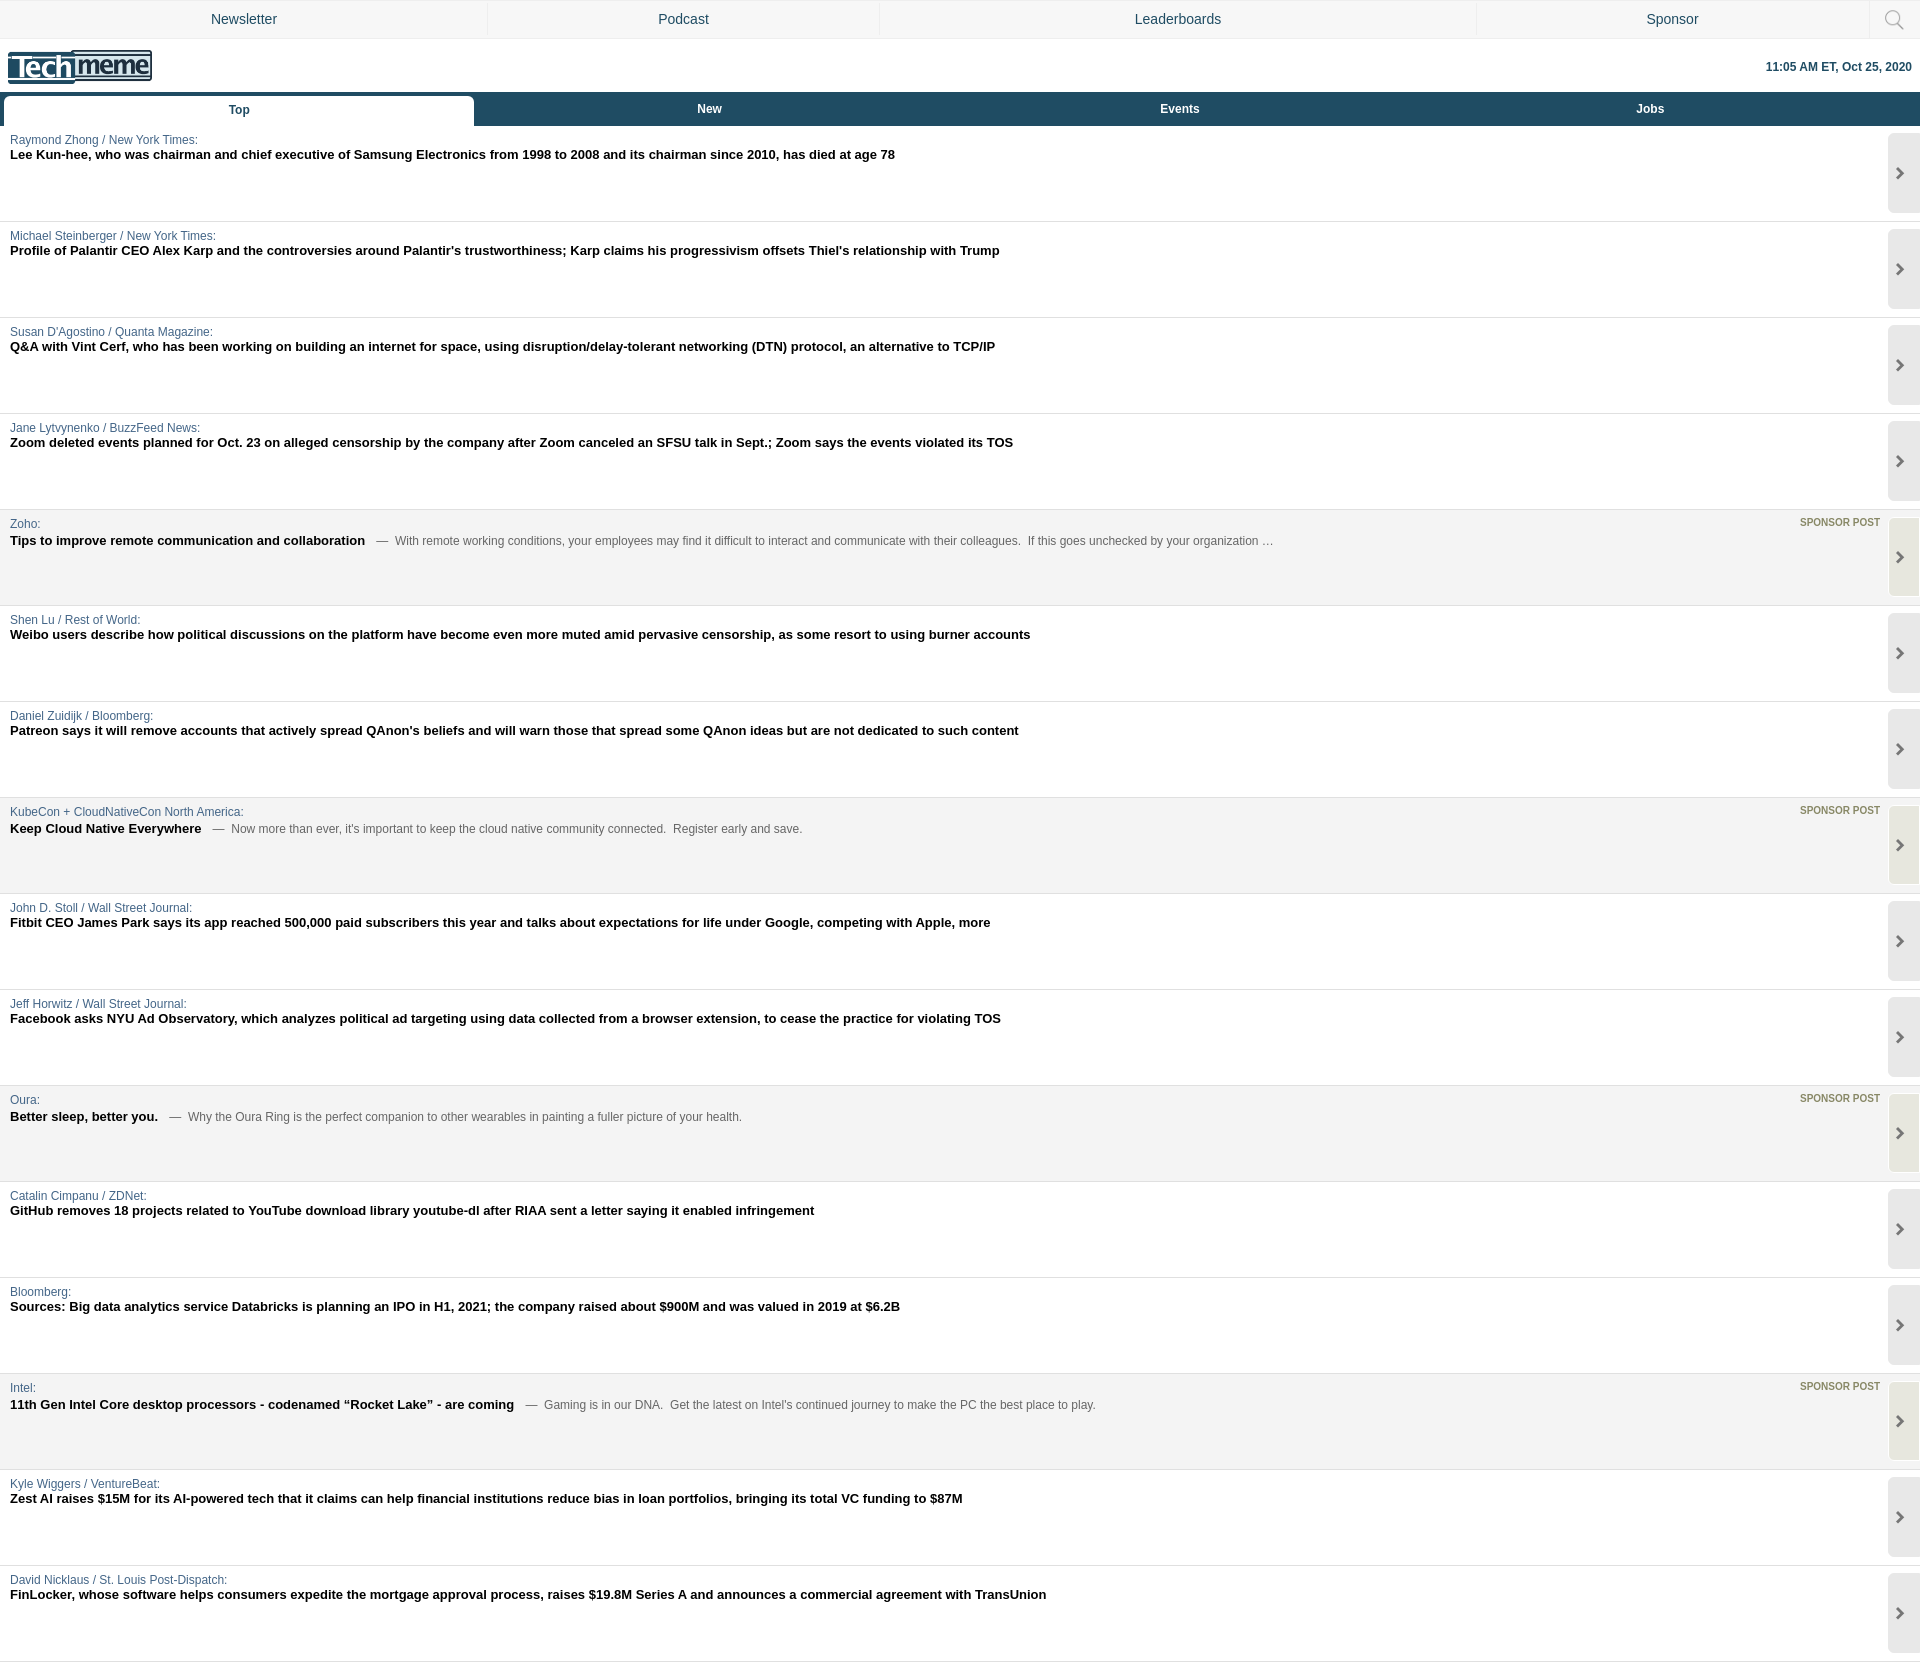 Newsletter
Podcast
Leaderboards
Sponsor
Techmeme
11:05 AM ET, Oct 25, 2020
Top
New
Events
Jobs
Raymond Zhong / New York Times:
Lee Kun-hee, who was chairman and chief executive of Samsung Electronics from 1998 to 2008 and its chairman since 2010, has died at age 78
Michael Steinberger / New York Times:
Profile of Palantir CEO Alex Karp and the controversies around Palantir's trustworthiness; Karp claims his progressivism offsets Thiel's relationship with Trump
Susan D'Agostino / Quanta Magazine:
Q&A with Vint Cerf, who has been working on building an internet for space, using disruption/delay-tolerant networking (DTN) protocol, an alternative to TCP/IP
Jane Lytvynenko / BuzzFeed News:
Zoom deleted events planned for Oct. 23 on alleged censorship by the company after Zoom canceled an SFSU talk in Sept.; Zoom says the events violated its TOS
Zoho:
SPONSOR POST
Tips to improve remote communication and collaboration — With remote working conditions, your employees may find it difficult to interact and communicate with their colleagues. If this goes unchecked by your organization …
Shen Lu / Rest of World:
Weibo users describe how political discussions on the platform have become even more muted amid pervasive censorship, as some resort to using burner accounts
Daniel Zuidijk / Bloomberg:
Patreon says it will remove accounts that actively spread QAnon's beliefs and will warn those that spread some QAnon ideas but are not dedicated to such content
KubeCon + CloudNativeCon North America:
SPONSOR POST
Keep Cloud Native Everywhere — Now more than ever, it's important to keep the cloud native community connected. Register early and save.
John D. Stoll / Wall Street Journal:
Fitbit CEO James Park says its app reached 500,000 paid subscribers this year and talks about expectations for life under Google, competing with Apple, more
Jeff Horwitz / Wall Street Journal:
Facebook asks NYU Ad Observatory, which analyzes political ad targeting using data collected from a browser extension, to cease the practice for violating TOS
Oura:
SPONSOR POST
Better sleep, better you. — Why the Oura Ring is the perfect companion to other wearables in painting a fuller picture of your health.
Catalin Cimpanu / ZDNet:
GitHub removes 18 projects related to YouTube download library youtube-dl after RIAA sent a letter saying it enabled infringement
Bloomberg:
Sources: Big data analytics service Databricks is planning an IPO in H1, 2021; the company raised about $900M and was valued in 2019 at $6.2B
Intel:
SPONSOR POST
11th Gen Intel Core desktop processors - codenamed “Rocket Lake” - are coming — Gaming is in our DNA. Get the latest on Intel's continued journey to make the PC the best place to play.
Kyle Wiggers / VentureBeat:
Zest AI raises $15M for its AI-powered tech that it claims can help financial institutions reduce bias in loan portfolios, bringing its total VC funding to $87M
David Nicklaus / St. Louis Post-Dispatch:
FinLocker, whose software helps consumers expedite the mortgage approval process, raises $19.8M Series A and announces a commercial agreement with TransUnion